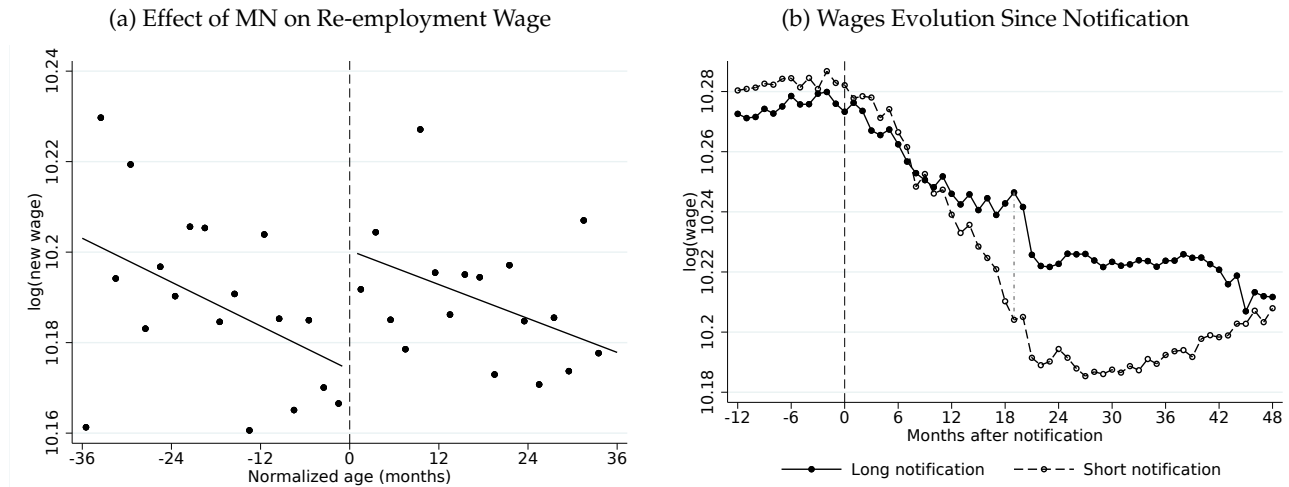 (a) Effect of MN on Re-employment Wage
10.24
10.22
10.2
10.18
10.16
log(new wage)
-36 -24 -12 0 12 24 36
Normalized age (months)
(b) Wages Evolution Since Notification
10.28
10.26
10.24
10.22
10.2
10.18
log(wage)
-12 -6 0 6 12 18 24 30 36 42 48
Months after notification
Long notification Short notification